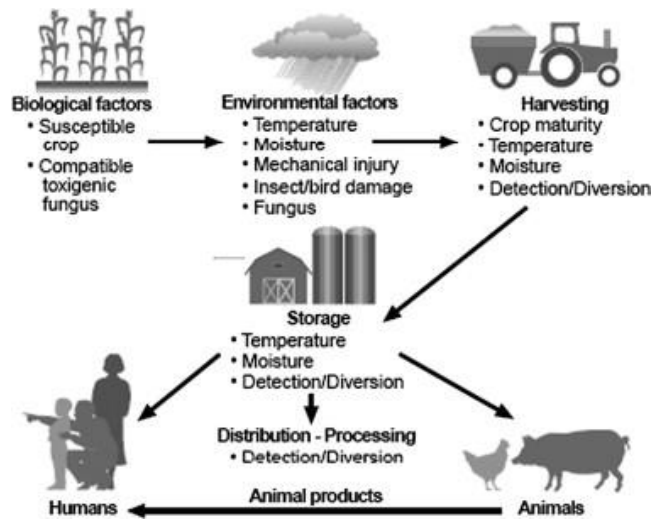 Biological factors
• Susceptible
crop
• Compatible
toxigenic
fungus
Environmental factors
• Temperature
• Moisture
• Mechanical injury
• Insect/bird damage
• Fungus
Harvesting
• Crop maturity
• Temperature
• Moisture
• Detection/Diversion
Storage
• Temperature
• Moisture
• Detection/Diversion
Distribution - Processing
• Detection/Diversion
Humans
Animal products
Animals